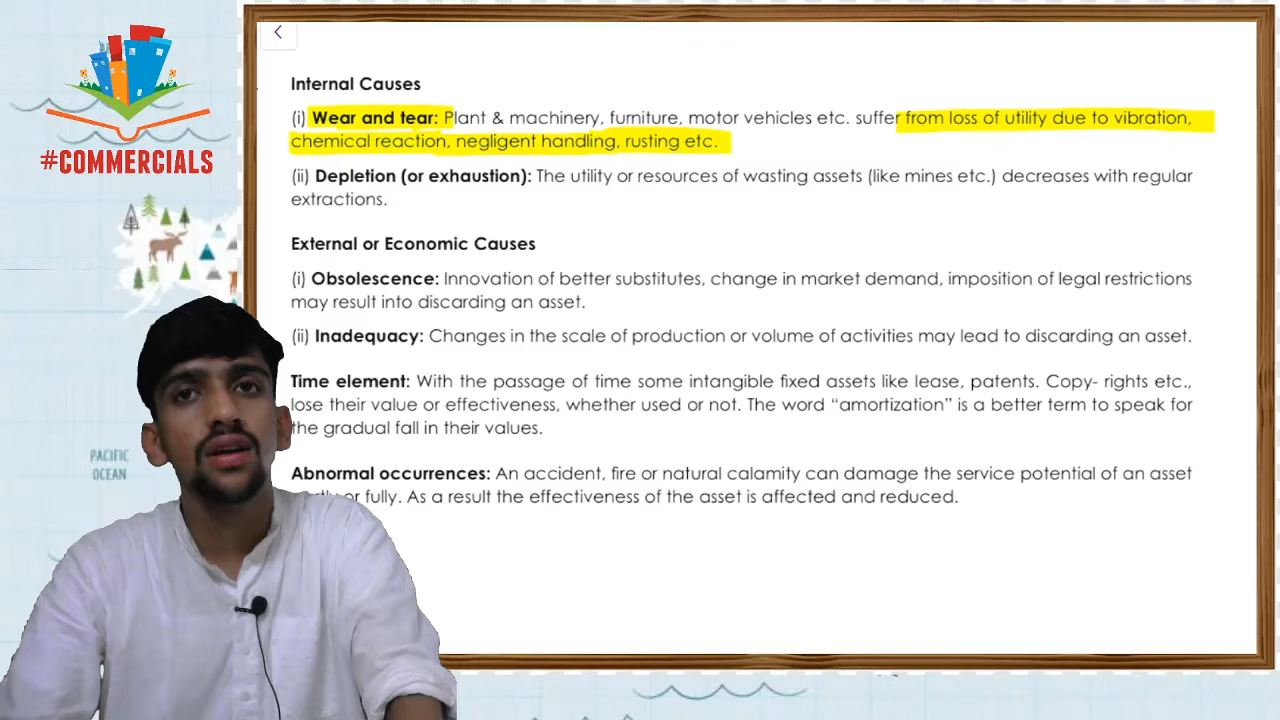 #COMMERCIALS
PACIFIC
OCEAN
Internal Causes
(i) Wear and tear: Plant & machinery, furniture, motor vehicles etc. suffer from loss of utility due to vibration,
chemical reaction, negligent handling, rusting etc.
(ii) Depletion (or exhaustion): The utility or resources of wasting assets (like mines etc.) decreases with regular
extractions.
External or Economic Causes
(i) Obsolescence: Innovation of better substitutes, change in market demand, imposition of legal restrictions
may result into discarding an asset.
(ii) Inadequacy: Changes in the scale of production or volume of activities may lead to discarding an asset.
Time element: With the passage of time some intangible fixed assets like lease, patents. Copy- rights etc.,
lose their value or effectiveness, whether used or not. The word “amortization” is a better term to speak for
the gradual fall in their values.
Abnormal occurrences: An accident, fire or natural calamity can damage the service potential of an asset
or fully. As a result the effectiveness of the asset is affected and reduced.